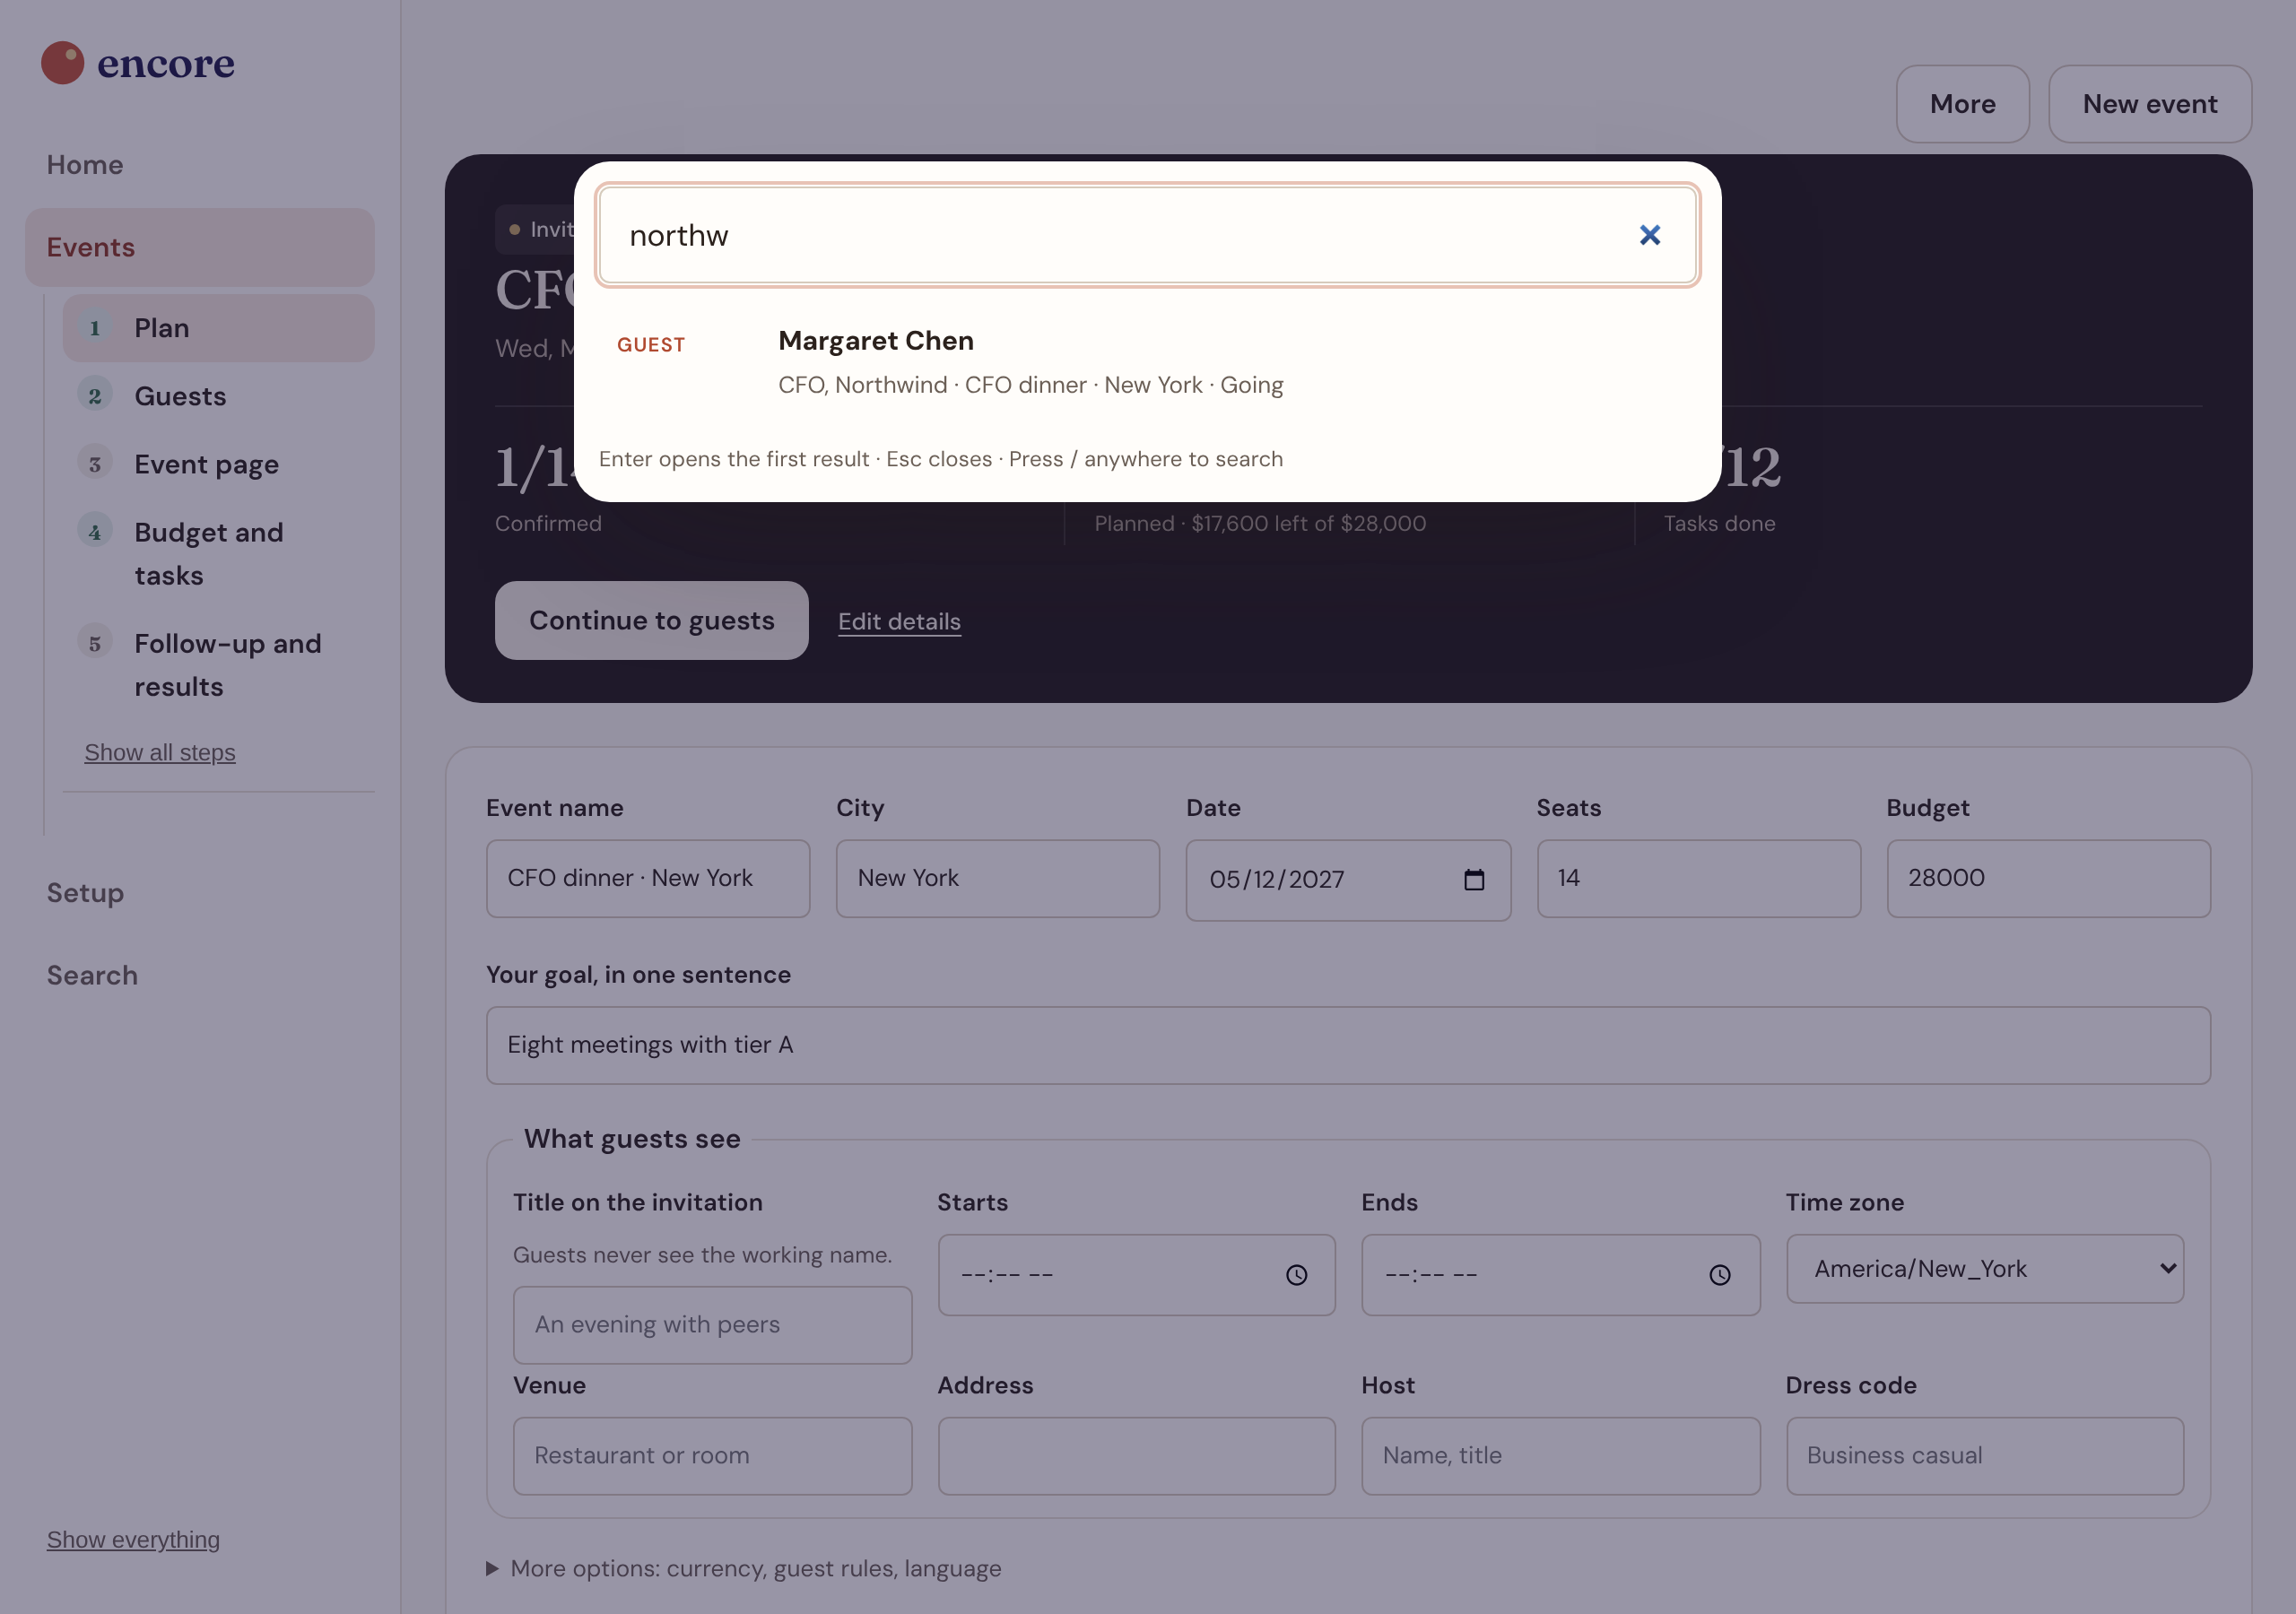 encore
Home
Events
1 Plan
2 Guests
3 Event page
4 Budget and
tasks
5 Follow-up and
results
Show all steps
Setup
Search
Show everything
More
New event
northw
GUEST
Margaret Chen
CFO, Northwind · CFO dinner · New York · Going
Enter opens the first result · Esc closes · Press / anywhere to search
Wed,
Confirmed
Planned · $17,600 left of $28,000
Tasks done
Continue to guests
Edit details
Event name
City
Date
Seats
Budget
CFO dinner · New York
New York
05/12/2027
14
28000
Your goal, in one sentence
Eight meetings with tier A
What guests see
Title on the invitation
Starts
Ends
Time zone
Guests never see the working name.
--:-- --
--:-- --
America/New_York
An evening with peers
Venue
Address
Host
Dress code
Restaurant or room
Name, title
Business casual
More options: currency, guest rules, language